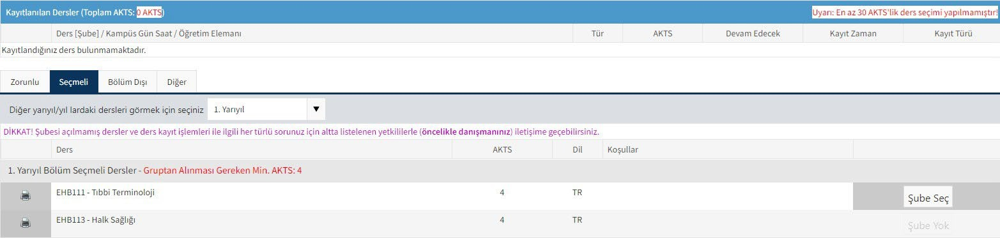 Kayıtlanılan Dersler (Toplam AKTS: 0 AKTS) Uyarı: En az 30 AKTS'lik ders seçimi yapılmamıştır!
Ders [Şube] / Kampüs Gün Saat / Öğretim Elemanı Tür AKTS Devam Edecek Kayıt Zaman Kayıt Türü
Kayıtlandığınız ders bulunmamaktadır.
Zorunlu Seçmeli Bölüm Dışı Diğer
Diğer yarıyıl/yıl lardaki dersleri görmek için seçiniz 1. Yarıyıl
DİKKAT! Şubesi açılmamış dersler ve ders kayıt işlemleri ile ilgili her türlü sorunuz için altta listelenen yetkililerle (öncelikle danışmanınız) iletişime geçebilirsiniz.
Ders AKTS Dil Koşullar
1. Yarıyıl Bölüm Seçmeli Dersler - Gruptan Alınması Gereken Min. AKTS: 4
EHB111 - Tıbbi Terminoloji 4 TR Şube Seç
EHB113 - Halk Sağlığı 4 TR Şube Yok